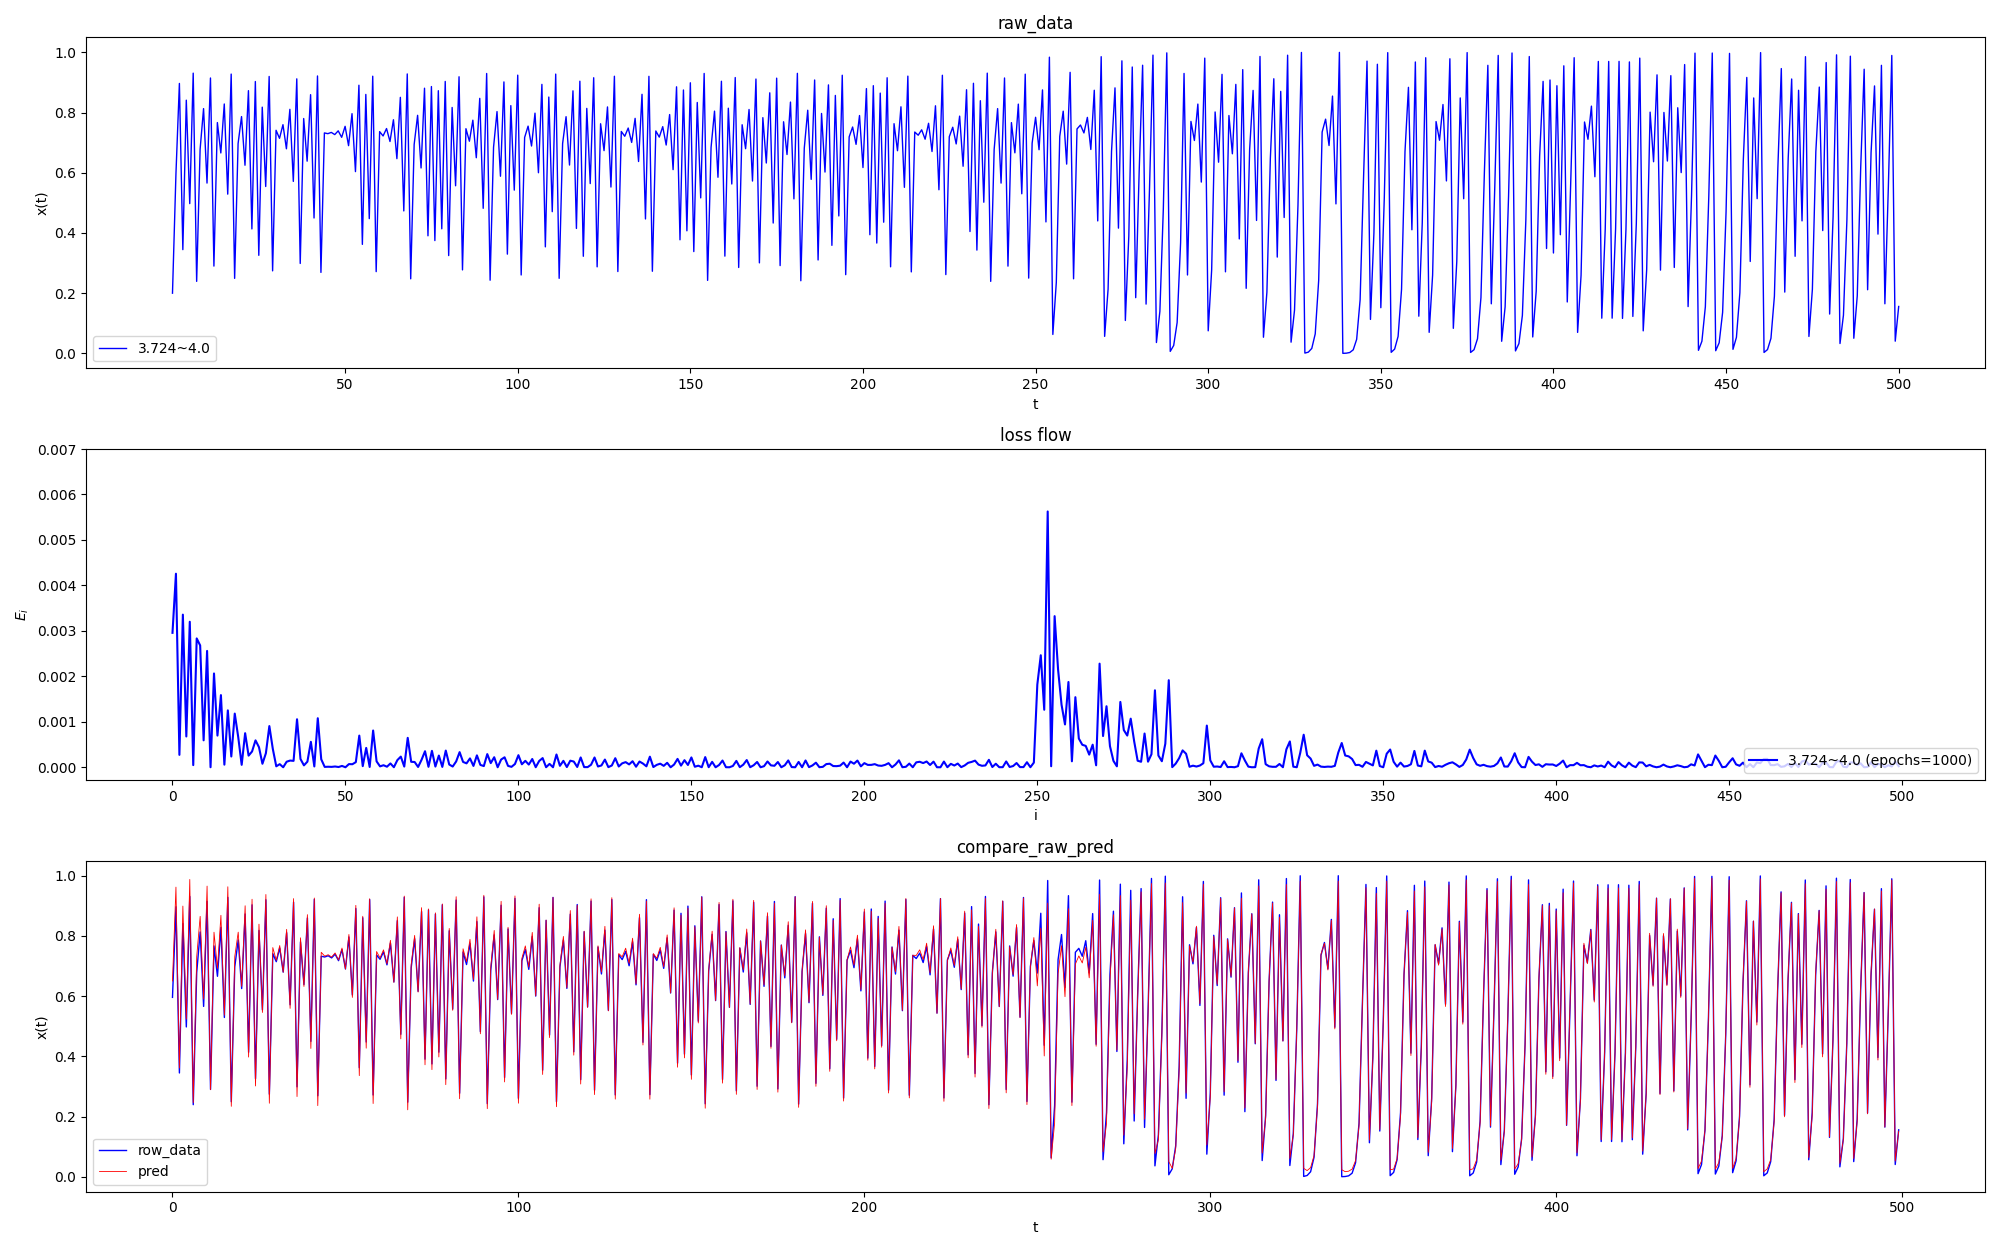 raw_data
1.0
0.8
0.6
0.4
0.2
0.0
x(t)
3.724~4.0
50 100 150 200 250 300 350 400 450 500
t
loss flow
0.007
0.006
0.005
0.004
0.003
0.002
0.001
0.000
E_i
3.724~4.0 (epochs=1000)
0 50 100 150 200 250 300 350 400 450 500
i
compare_raw_pred
1.0
0.8
0.6
0.4
0.2
0.0
x(t)
row_data
pred
0 100 200 300 400 500
t